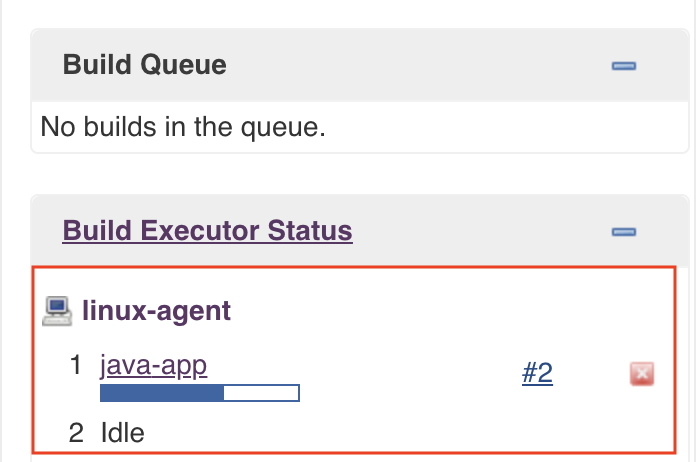 Build Queue
No builds in the queue.
Build Executor Status
linux-agent
1 java-app #2
2 Idle